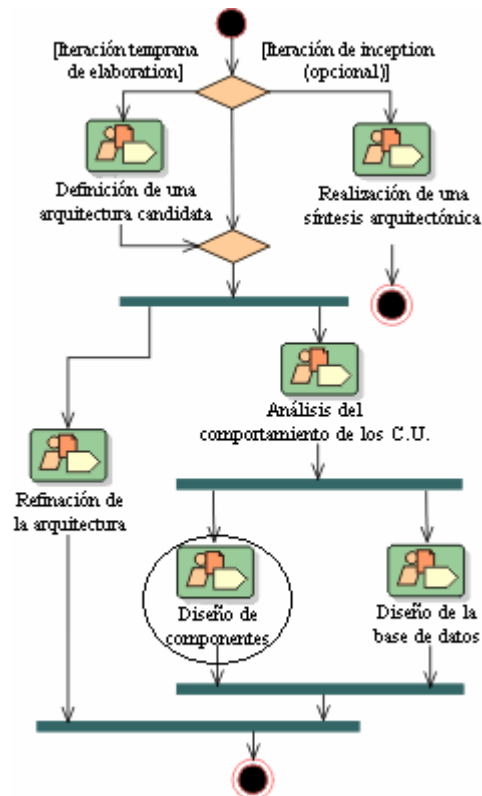 [Iteración temprana
de elaboration]
[Iteración de inception
(opcional)]
Definición de una
arquitectura candidata
Realización de una
síntesis arquitectónica
Análisis del
comportamiento de los C.U.
Refinación de
la arquitectura
Diseño de
componentes
Diseño de la
base de datos